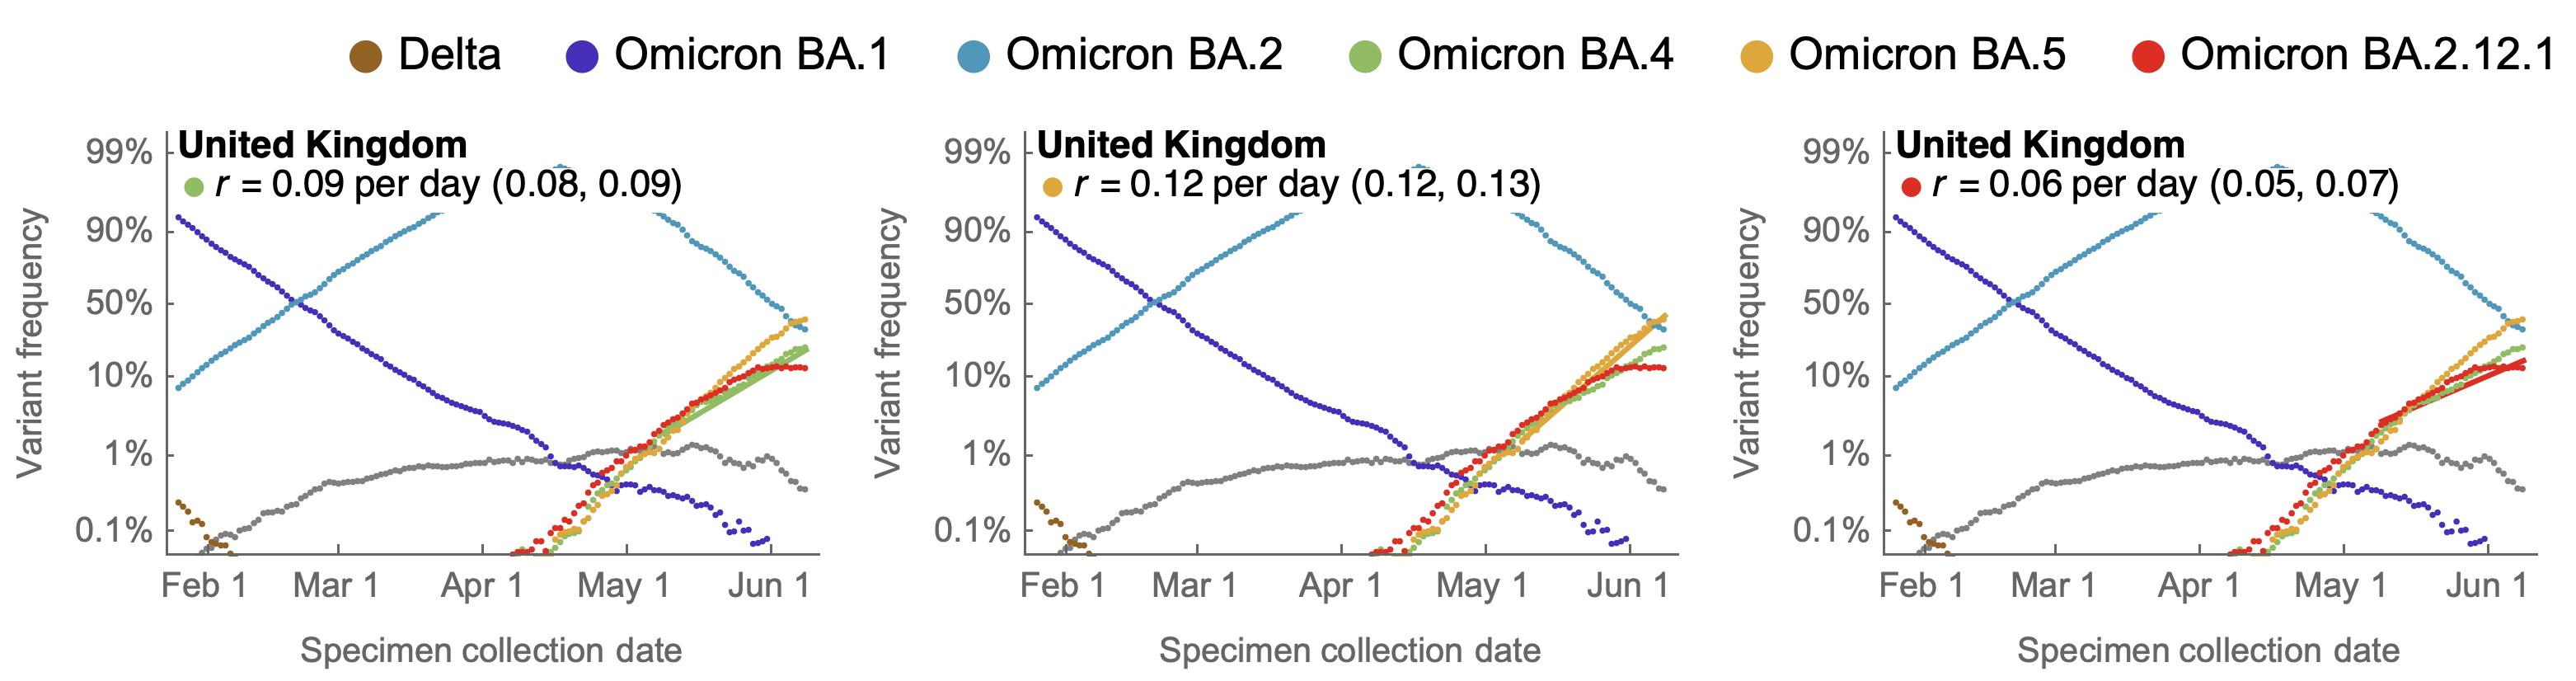 Delta Omicron BA.1 Omicron BA.2 Omicron BA.4 Omicron BA.5 Omicron BA.2.12.1
United Kingdom
r = 0.09 per day (0.08, 0.09)
Variant frequency
99%
90%
50%
10%
1%
0.1%
Feb 1 Mar 1 Apr 1 May 1 Jun 1
Specimen collection date
United Kingdom
r = 0.12 per day (0.12, 0.13)
Variant frequency
99%
90%
50%
10%
1%
0.1%
Feb 1 Mar 1 Apr 1 May 1 Jun 1
Specimen collection date
United Kingdom
r = 0.06 per day (0.05, 0.07)
Variant frequency
99%
90%
50%
10%
1%
0.1%
Feb 1 Mar 1 Apr 1 May 1 Jun 1
Specimen collection date